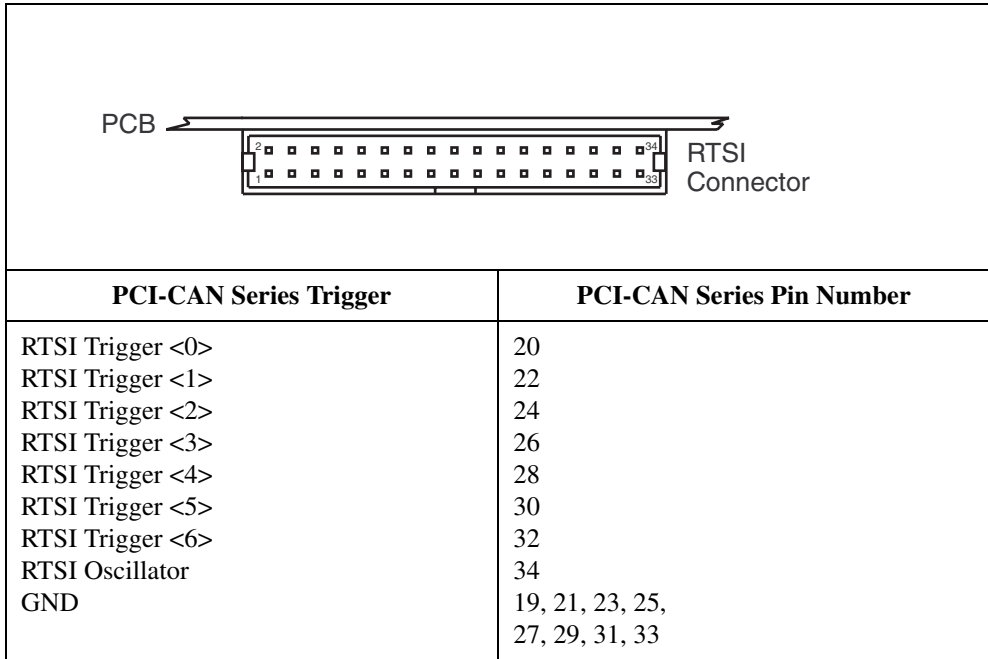 PCB
2
34
1
33
RTSI
Connector
PCI-CAN Series Trigger
PCI-CAN Series Pin Number
RTSI Trigger <0>
20
RTSI Trigger <1>
22
RTSI Trigger <2>
24
RTSI Trigger <3>
26
RTSI Trigger <4>
28
RTSI Trigger <5>
30
RTSI Trigger <6>
32
RTSI Oscillator
34
GND
19, 21, 23, 25,
27, 29, 31, 33